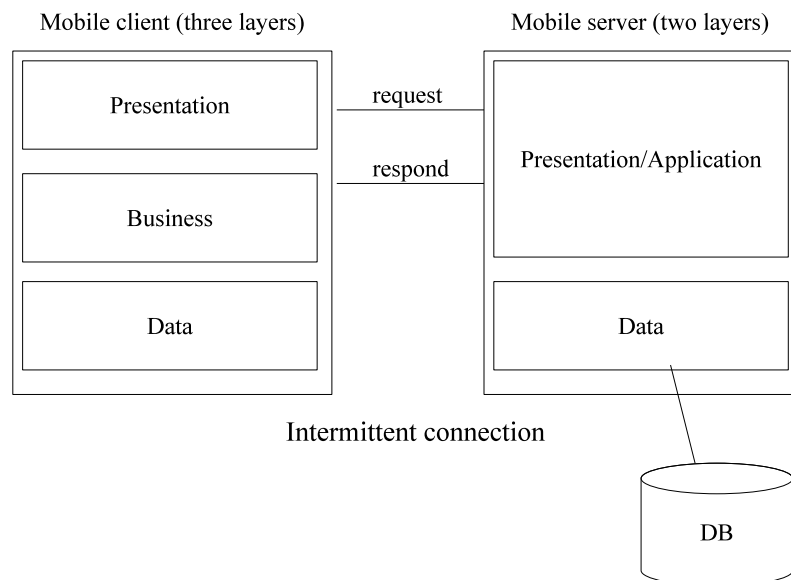 Mobile client (three layers)
Mobile server (two layers)
Presentation
request
Presentation/Application
respond
Business
Data
Data
Intermittent connection
DB